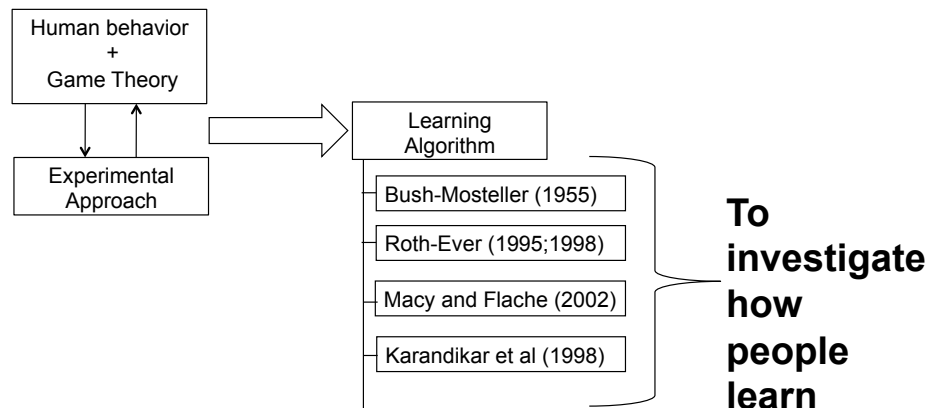 Human behavior
+
Game Theory
Experimental
Approach
Learning
Algorithm
Bush-Mosteller (1955)
Roth-Ever (1995;1998)
Macy and Flache (2002)
Karandikar et al (1998)
To
investigate
how
people
learn